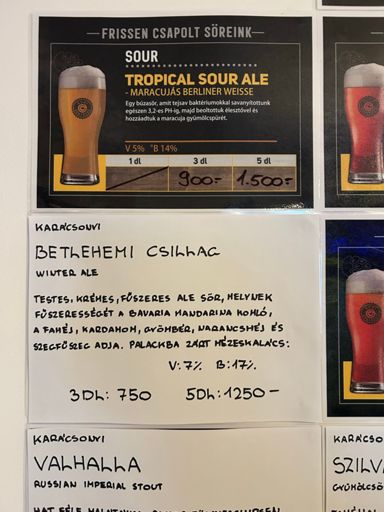 FRISSEN CSAPOLT SÖREINK
SOUR
TROPICAL SOUR ALE
- MARACUJÁS BERLINER WEISSE
Egy búzasör, amit tejsav baktériumokkal savanyítottunk
egészen 3,2-es PH-ig, majd beoltottuk élesztővel és
hozzáadtuk a maracuja gyümölcspürét.
V 5% °B 14%
1 dl 3 dl 5 dl
900.- 1.500.-
KARÁCSONYI
BETLEHEMI CSILLAG
WINTER ALE
TESTES, KRÉMES, FŰSZERES ALE SÖR, MELYNEK
FŰSZERESSÉGÉT A BAVARIA MANDARINA KOMLÓ,
A FAHÉJ, KARDAMOM, GYÖMBÉR, NARANCSHÉJ ÉS
SZEGFŰSZEG ADJA. PALACKBA ZÁRT MÉZESKALÁCS:
V:7% B:17%
3DL: 750 5DL: 1250-
KARÁCSONYI
VALHALLA
RUSSIAN IMPERIAL STOUT
HAT FÉLE
KARÁCSO
SZILV
GYÜMÖLCSÖ